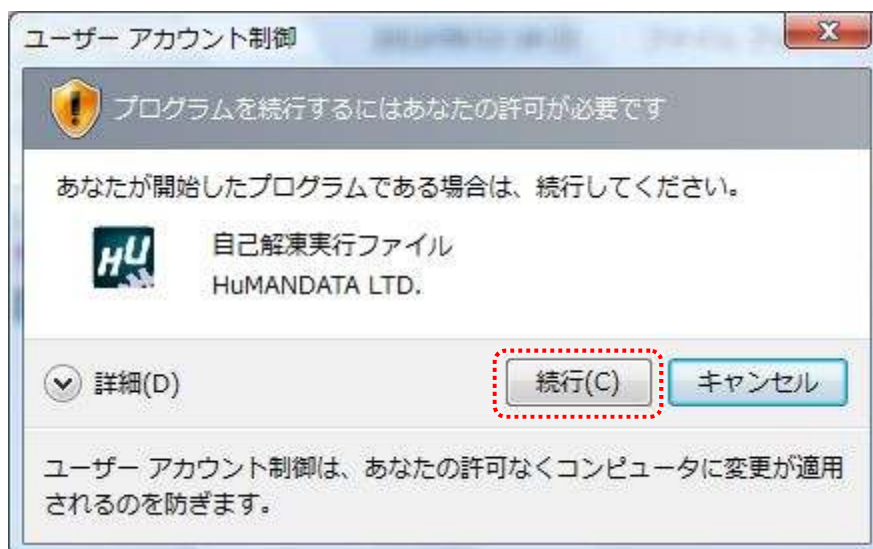 ユーザー アカウント制御
プログラムを続行するにはあなたの許可が必要です
あなたが開始したプログラムである場合は、続行してください。
HU
自己解凍実行ファイル
HuMANDATA LTD.
詳細(D)
続行(C)
キャンセル
ユーザー アカウント制御は、あなたの許可なくコンピュータに変更が適用
されるのを防ぎます。